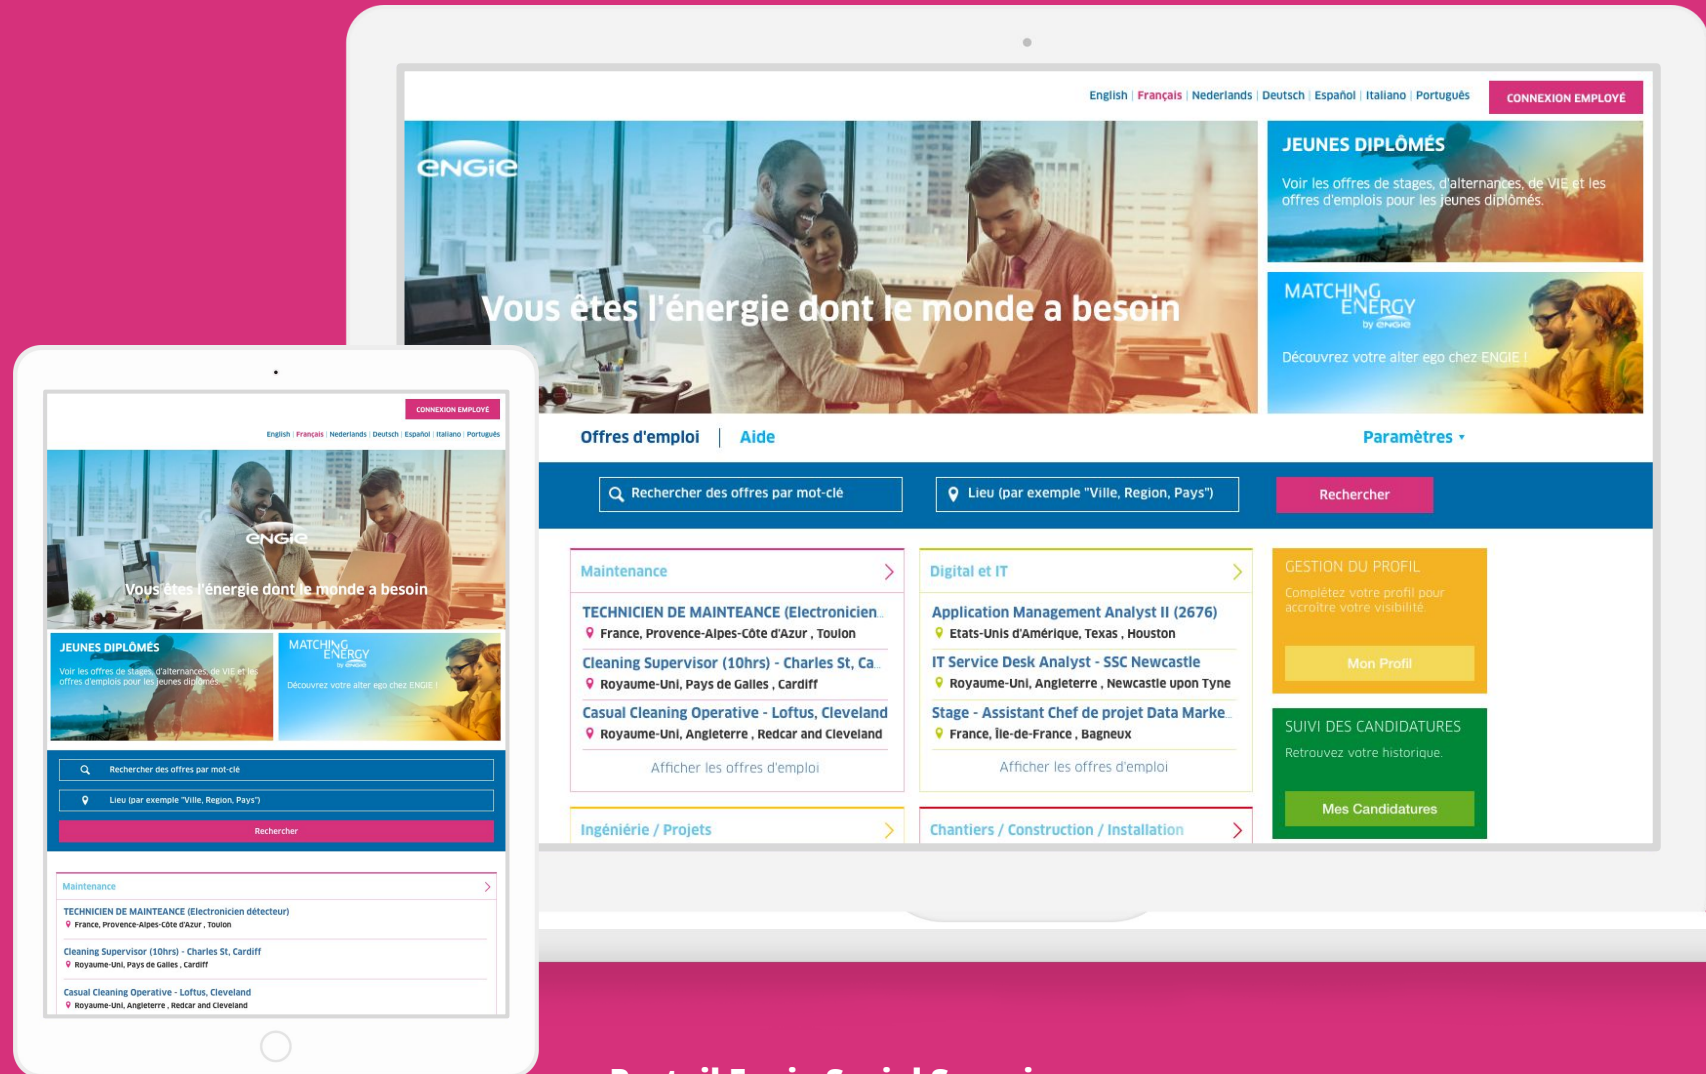 English | Français | Nederlands | Deutsch | Español | Italiano | Português
CONNEXION EMPLOYÉ
ENGIE
Vous êtes l'énergie dont le monde a besoin
JEUNES DIPLÔMÉS
Voir les offres de stages, d'alternances, de VIE et les
offres d'emplois pour les jeunes diplômés.
MATCHING
ENERGY
by ENGIE
Découvrez votre alter ego chez ENGIE !
Offres d'emploi | Aide
Paramètres
Rechercher des offres par mot-clé
Lieu (par exemple "Ville, Region, Pays")
Rechercher
Maintenance
TECHNICIEN DE MAINTEANCE (Electronicien...
France, Provence-Alpes-Côte d'Azur , Toulon
Cleaning Supervisor (10hrs) - Charles St, Ca...
Royaume-Uni, Pays de Galles , Cardiff
Casual Cleaning Operative - Loftus, Cleveland
Royaume-Uni, Angleterre , Redcar and Cleveland
Afficher les offres d'emploi
Digital et IT
Application Management Analyst II (2676)
Etats-Unis d'Amérique, Texas , Houston
IT Service Desk Analyst - SSC Newcastle
Royaume-Uni, Angleterre , Newcastle upon Tyne
Stage - Assistant Chef de projet Data Marke...
France, Île-de-France , Bagneux
Afficher les offres d'emploi
GESTION DU PROFIL
Complétez votre profil pour
accroître votre visibilité.
Mon Profil
SUIVI DES CANDIDATURES
Retrouvez votre historique.
Mes Candidatures
Ingéniérie / Projets
Chantiers / Construction / Installation
CONNEXION EMPLOYÉ
English | Français | Nederlands | Deutsch | Español | Italiano | Português
ENGIE
Vous êtes l'énergie dont le monde a besoin
JEUNES DIPLÔMÉS
Voir les offres de stages, d'alternances, de VIE et les
offres d'emplois pour les jeunes diplômés.
MATCHING
ENERGY
by ENGIE
Découvrez votre alter ego chez ENGIE !
Rechercher des offres par mot-clé
Lieu (par exemple "Ville, Region, Pays")
Rechercher
Maintenance
TECHNICIEN DE MAINTEANCE (Electronicien détecteur)
France, Provence-Alpes-Côte d'Azur , Toulon
Cleaning Supervisor (10hrs) - Charles St, Cardiff
Royaume-Uni, Pays de Galles , Cardiff
Casual Cleaning Operative - Loftus, Cleveland
Royaume-Uni, Angleterre , Redcar and Cleveland